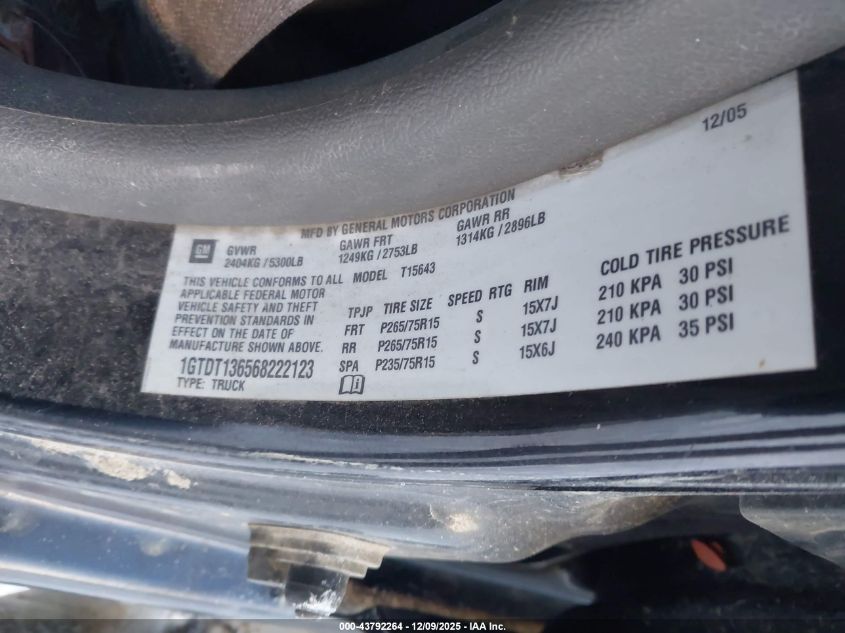 12/05
MFD BY GENERAL MOTORS CORPORATION
GM GVWR GAWR FRT GAWR RR
2404KG / 5300LB 1249KG / 2753LB 1314KG / 2896LB
THIS VEHICLE CONFORMS TO ALL
APPLICABLE FEDERAL MOTOR
VEHICLE SAFETY AND THEFT
PREVENTION STANDARDS IN
EFFECT ON THE DATE OF
MANUFACTURE SHOWN ABOVE.
1GTDT136568222123
TYPE: TRUCK
MODEL T15643
TPJP TIRE SIZE SPEED RTG RIM COLD TIRE PRESSURE
FRT P265/75R15 S 15X7J 210 KPA 30 PSI
RR P265/75R15 S 15X7J 210 KPA 30 PSI
SPA P235/75R15 S 15X6J 240 KPA 35 PSI
000-43792264 - 12/09/2025 - IAA Inc.